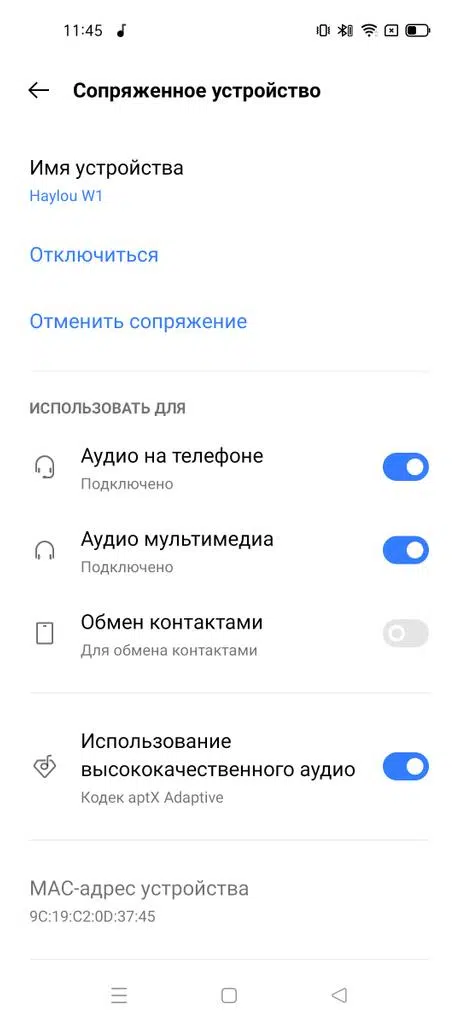 11:45
Сопряженное устройство
Имя устройства
Haylou W1
Отключиться
Отменить сопряжение
ИСПОЛЬЗОВАТЬ ДЛЯ
Аудио на телефоне
Подключено
Аудио мультимедиа
Подключено
Обмен контактами
Для обмена контактами
Использование
высококачественного аудио
Кодек aptX Adaptive
MAC-адрес устройства
9C:19:C2:0D:37:45